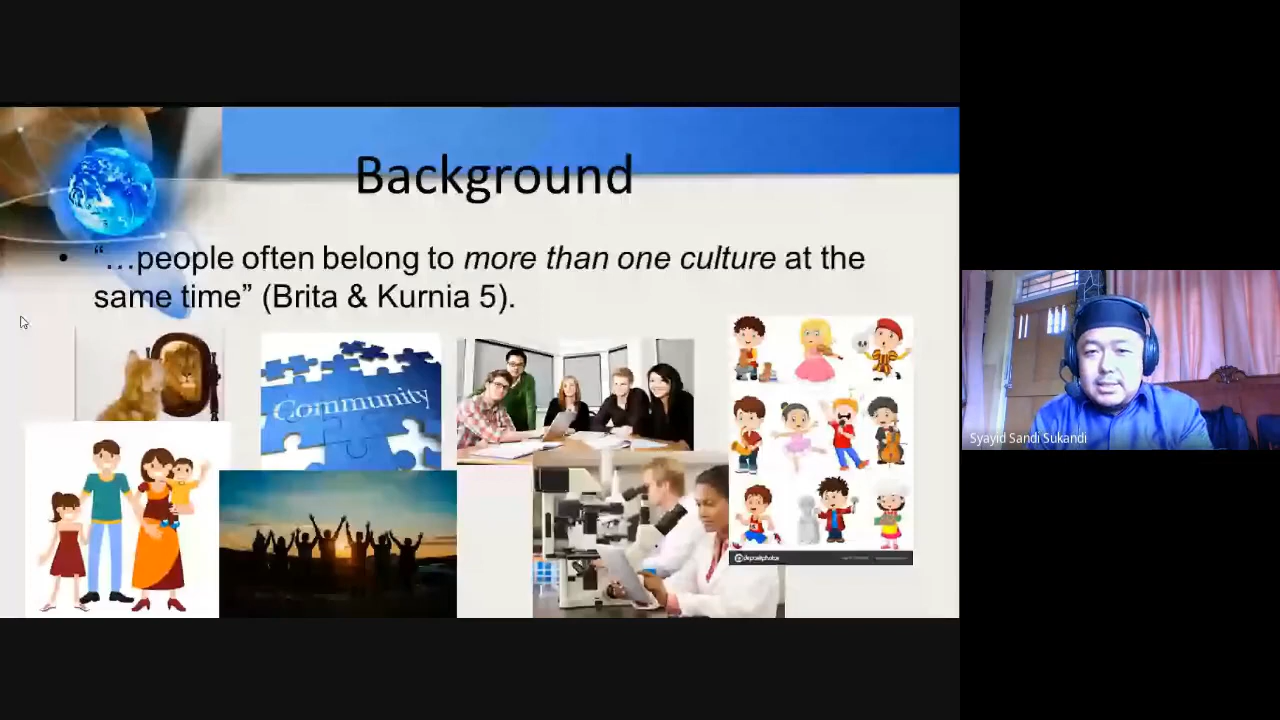 Background
• “…people often belong to more than one culture at the
same time” (Brita & Kurnia 5).
Community
depositphotos
Syayid Sandi Sukandi